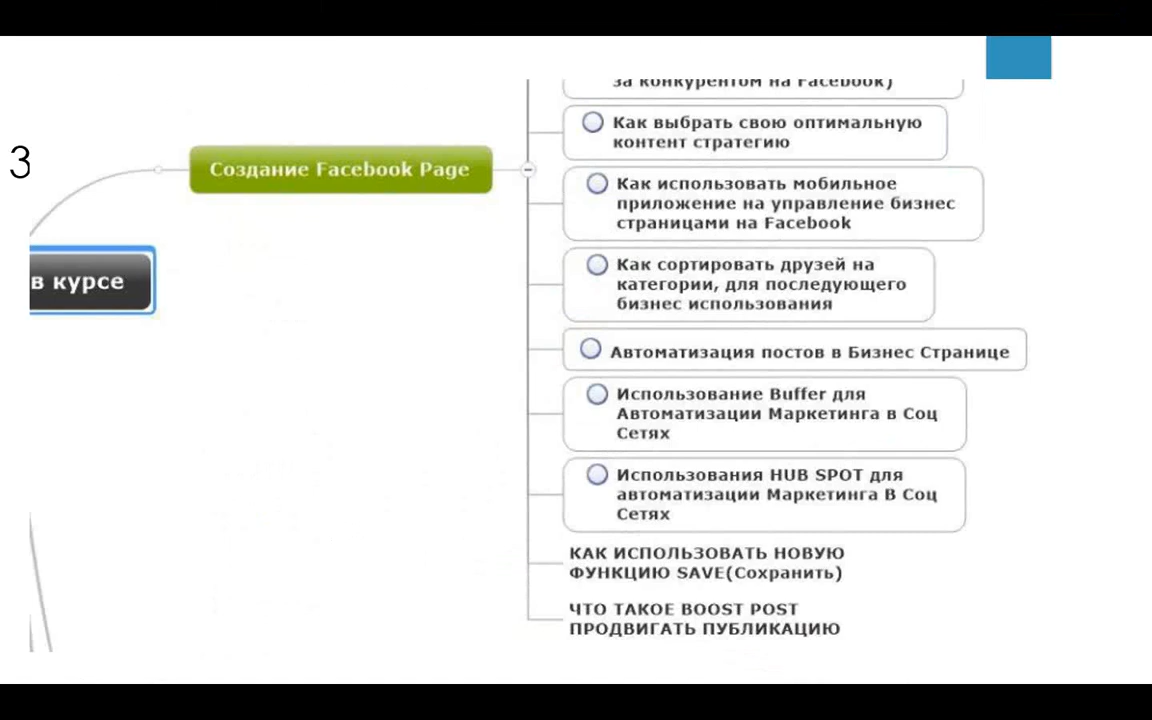 за конкурентом на Facebook)
Как выбрать свою оптимальную
контент стратегию
3
Создание Facebook Page
Как использовать мобильное
приложение на управление бизнес
страницами на Facebook
в курсе
Как сортировать друзей на
категории, для последующего
бизнес использования
Автоматизация постов в Бизнес Странице
Использование Buffer для
Автоматизации Маркетинга в Соц
Сетях
Использования HUB SPOT для
автоматизации Маркетинга В Соц
Сетях
КАК ИСПОЛЬЗОВАТЬ НОВУЮ
ФУНКЦИЮ SAVE(Сохранить)
ЧТО ТАКОЕ BOOST POST
ПРОДВИГАТЬ ПУБЛИКАЦИЮ